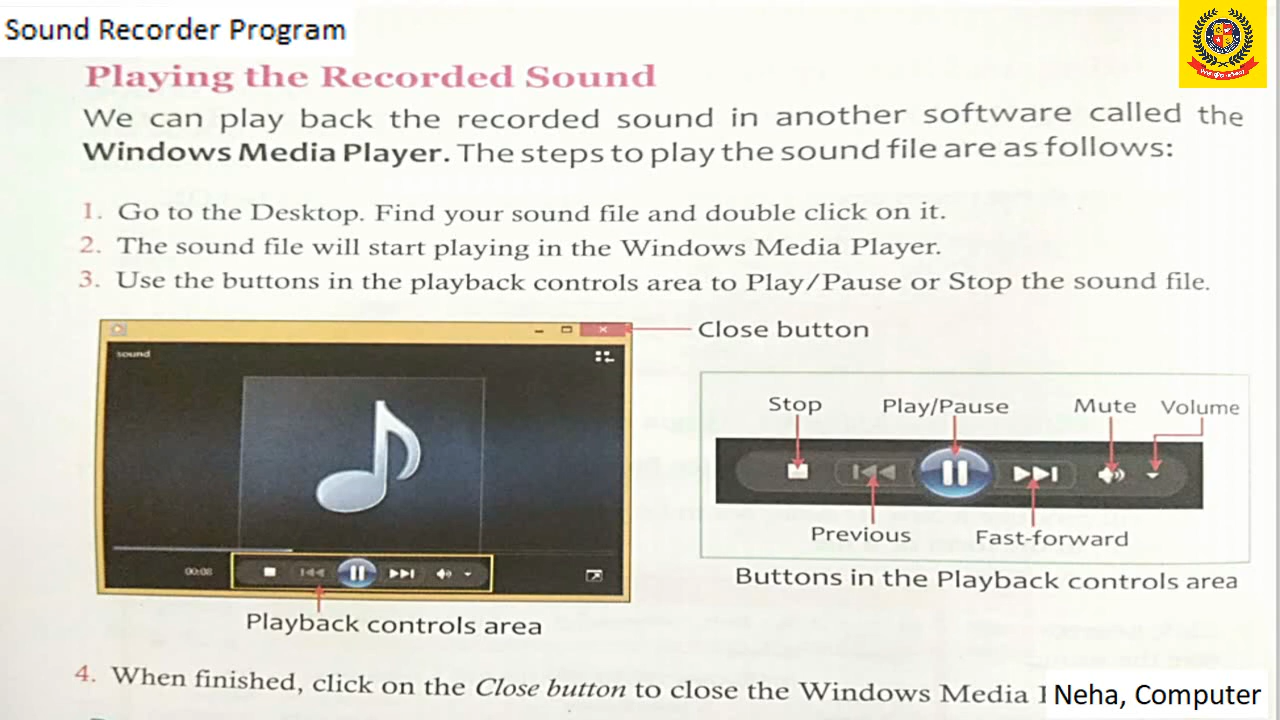 Sound Recorder Program
Playing the Recorded Sound
We can play back the recorded sound in another software called the
Windows Media Player. The steps to play the sound file are as follows:
1. Go to the Desktop. Find your sound file and double click on it.
2. The sound file will start playing in the Windows Media Player.
3. Use the buttons in the playback controls area to Play/Pause or Stop the sound file.
Close button
sound
Stop Play/Pause Mute Volume
Previous Fast-forward
00:08
Buttons in the Playback controls area
Playback controls area
4. When finished, click on the Close button to close the Windows Media
Neha, Computer